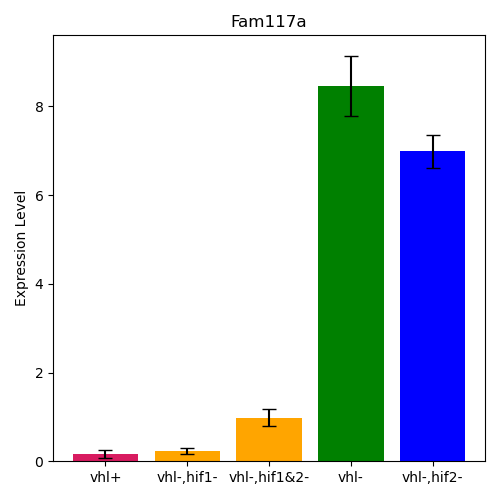 Fam117a
Expression Level
8
6
4
2
0
vhl+
vhl-,hif1-
vhl-,hif1&2-
vhl-
vhl-,hif2-